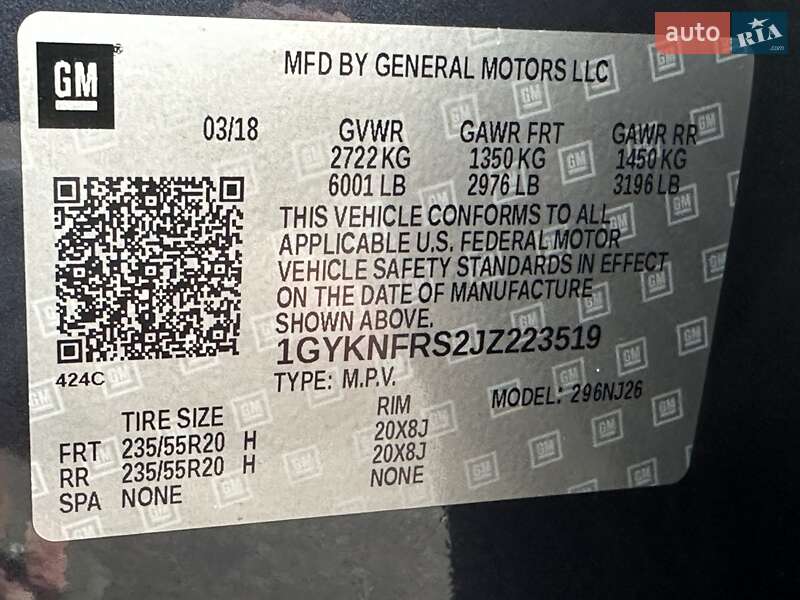 auto RIA.com
GM
MFD BY GENERAL MOTORS LLC
03/18 GVWR GAWR FRT GAWR RR
2722 KG 1350 KG 1450 KG
6001 LB 2976 LB 3196 LB
THIS VEHICLE CONFORMS TO ALL
APPLICABLE U.S. FEDERAL MOTOR
VEHICLE SAFETY STANDARDS IN EFFECT
ON THE DATE OF MANUFACTURE
SHOWN ABOVE.
1GYKNFRS2JZ223519
424C
TYPE: M.P.V. MODEL: 296NJ26
TIRE SIZE RIM
FRT 235/55R20 H 20X8J
RR 235/55R20 H 20X8J
SPA NONE NONE